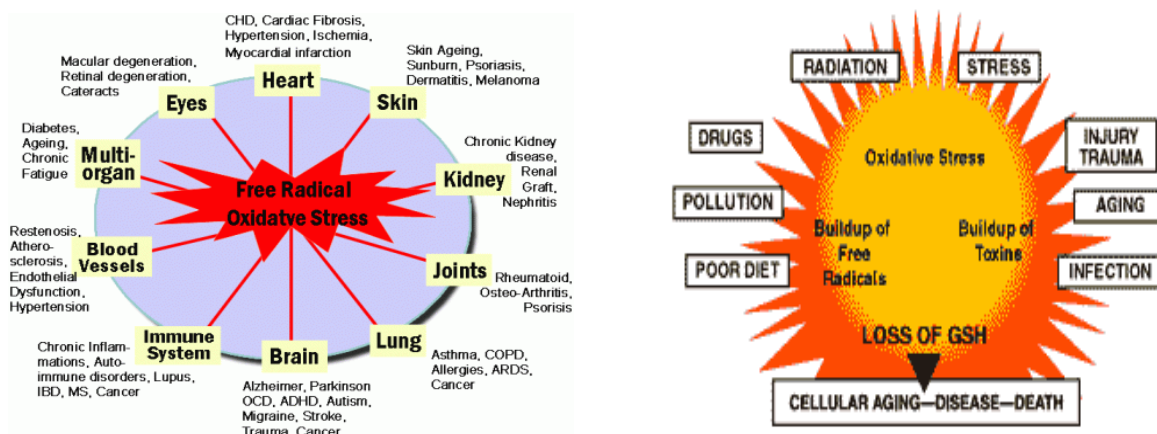 CHD, Cardiac Fibrosis,
Hypertension, Ischemia,
Myocardial infarction
Heart
Macular degeneration,
Retinal degeneration,
Cateracts
Eyes
Skin Ageing,
Sunburn, Psoriasis,
Dermatitis, Melanoma
Skin
Diabetes,
Ageing,
Chronic
Fatigue
Multi-
organ
Chronic Kidney
disease,
Renal
Graft,
Nephritis
Kidney
Free Radical
Oxidatve Stress
Restenosis,
Athero-
sclerosis,
Endothelial
Dysfunction,
Hypertension
Blood
Vessels
Joints
Rheumatoid,
Osteo-Arthritis,
Psorisis
Chronic Inflam-
mations, Auto-
immune disorders, Lupus,
IBD, MS, Cancer
Immune
System
Brain
Alzheimer, Parkinson
OCD, ADHD, Autism,
Migraine, Stroke,
Trauma, Cancer
Lung
Asthma, COPD,
Allergies, ARDS,
Cancer
RADIATION
STRESS
DRUGS
INJURY
TRAUMA
Oxidative Stress
POLLUTION
AGING
Buildup of
Free
Radicals
Buildup of
Toxins
POOR DIET
INFECTION
LOSS OF GSH
CELLULAR AGING—DISEASE—DEATH